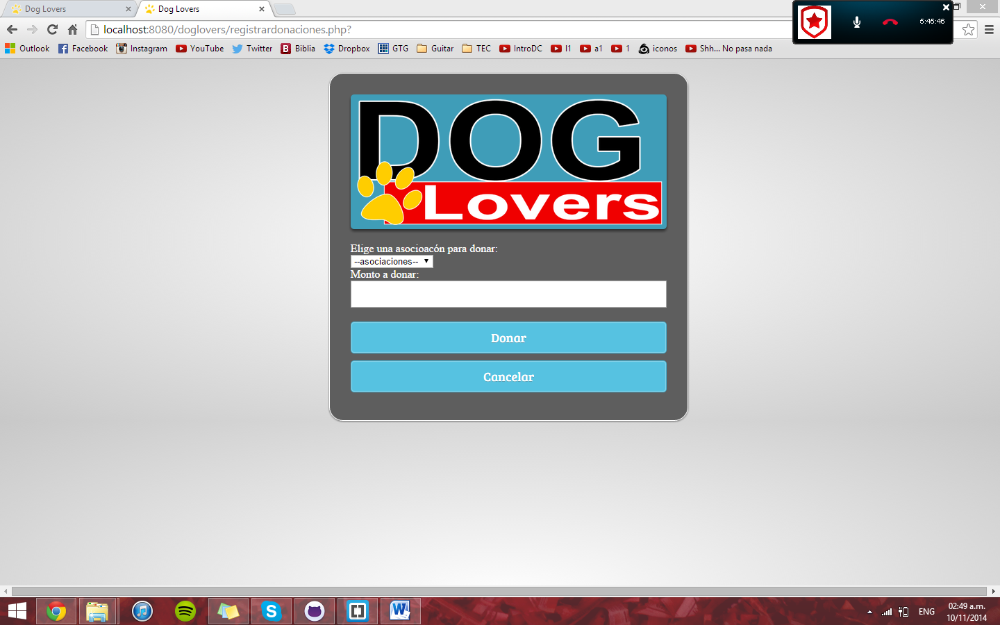 Dog Lovers
Dog Lovers
5:45:46
localhost:8080/doglovers/registrardonaciones.php?
Outlook Facebook Instagram YouTube Twitter Biblia Dropbox GTG Guitar TEC IntroDC I1 a1 1 iconos Shh... No pasa nada
DOG
Lovers
Elige una asocioacón para donar:
--asociaciones--
Monto a donar:
Donar
Cancelar
ENG
02:49 a.m.
10/11/2014